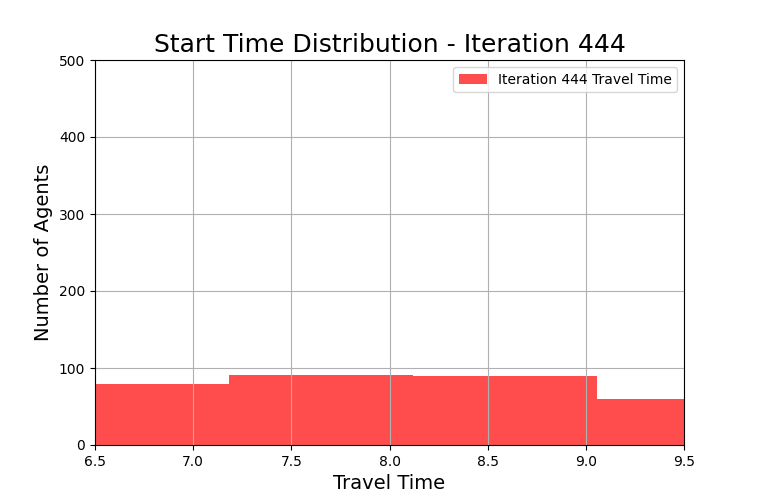 Start Time Distribution - Iteration 444
Iteration 444 Travel Time
Number of Agents
500
400
300
200
100
0
6.5 7.0 7.5 8.0 8.5 9.0 9.5
Travel Time